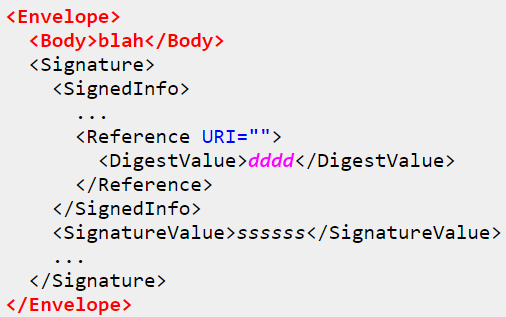 <Envelope>
<Body>blah</Body>
<Signature>
<SignedInfo>
...
<Reference URI="">
<DigestValue>dddd</DigestValue>
</Reference>
</SignedInfo>
<SignatureValue>ssssss</SignatureValue>
...
</Signature>
</Envelope>